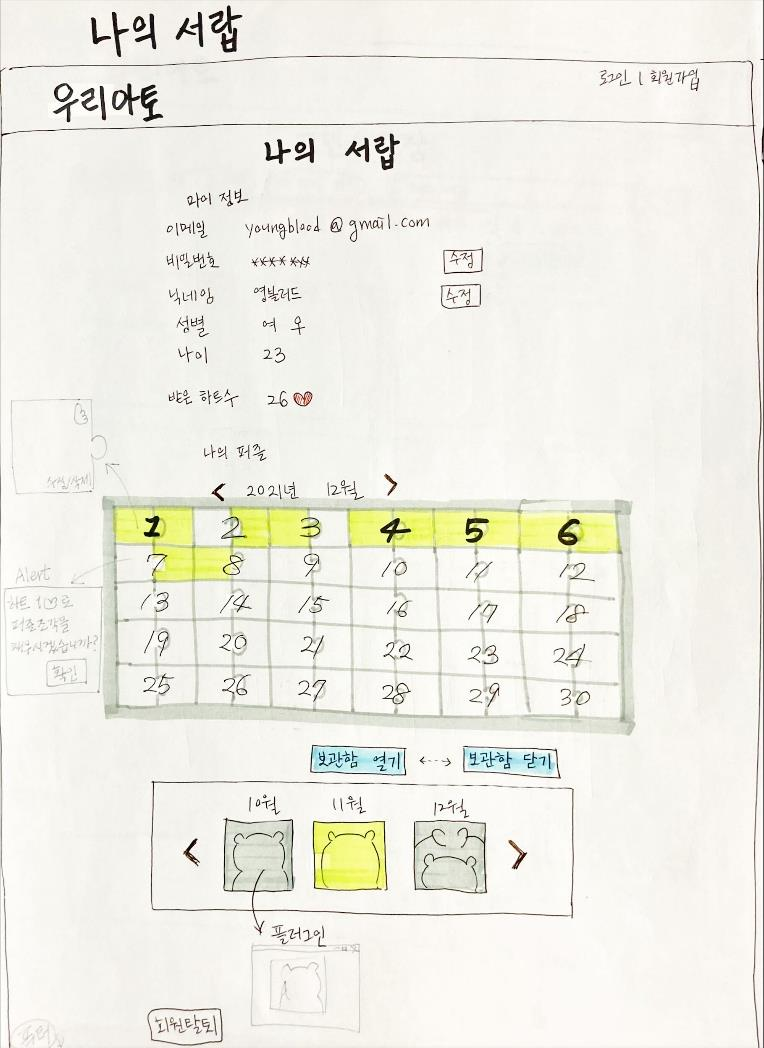 나의 서랍
로그인 | 회원가입
우리아토
나의 서랍
마이 정보
이메일 youngblood@gmail.com
비밀번호 *******
수정
닉네임 영블러드
수정
성별 여 우
나이 23
받은 하트수 26♥
3
수정/삭제
나의 퍼즐
< 2021년 12월 >
1 2 3 4 5 6
7 8 9 10 11 12
13 14 15 16 17 18
19 20 21 22 23 24
25 26 27 28 29 30
Alert
하트 1♡로
퍼즐조각을
채우시겠습니까?
확인
보관함 열기 <--> 보관함 닫기
10월 11월 12월
< >
플러그인
회원탈퇴
푸터